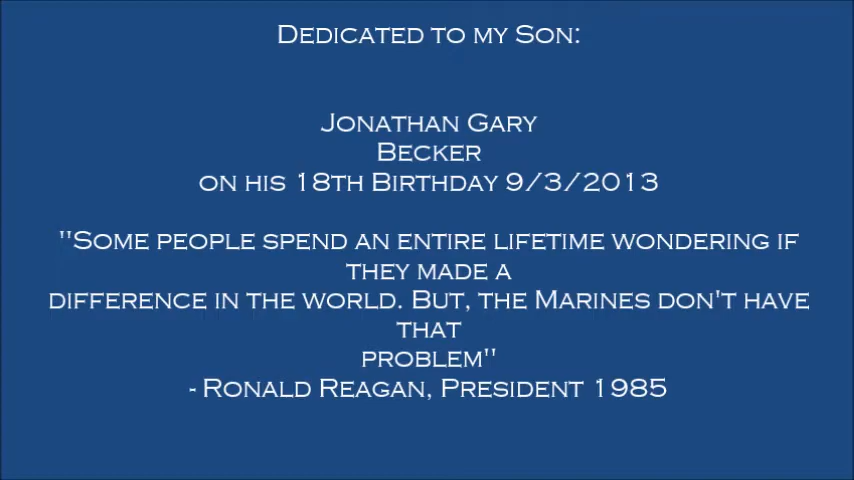 Dedicated to my Son:
Jonathan Gary
Becker
on his 18th Birthday 9/3/2013
"Some people spend an entire lifetime wondering if
they made a
difference in the world. But, the Marines don't have
that
problem"
- Ronald Reagan, President 1985